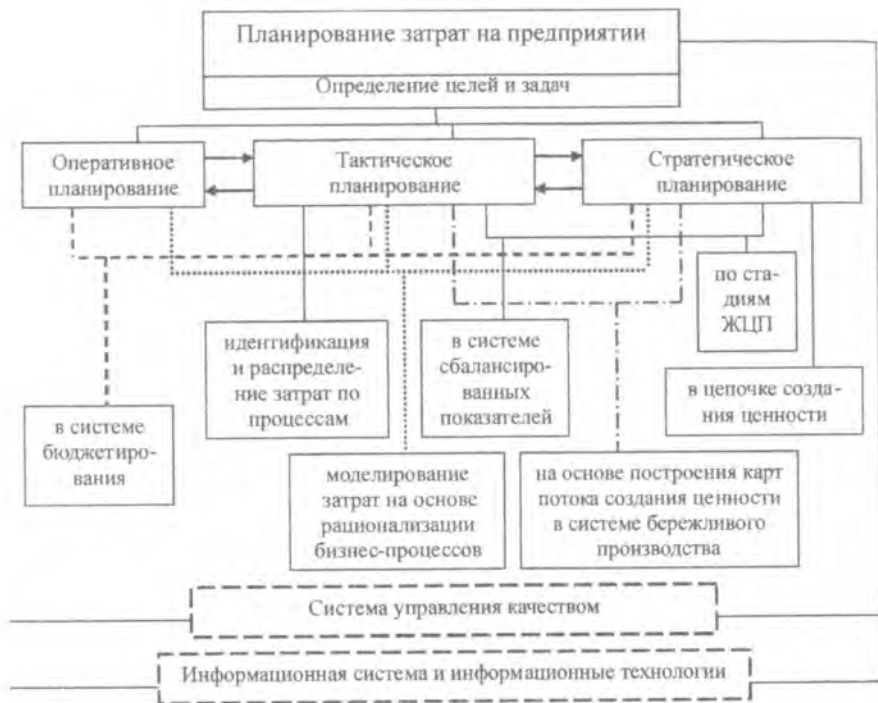 Планирование затрат на предприятии
Определение целей и задач
Оперативное
планирование
Тактическое
планирование
Стратегическое
планирование
по ста-
диям
ЖЦП
идентификация
и распределе-
ние затрат по
процессам
в системе
сбалансиро-
ванных
показателей
в цепочке созда-
ния ценности
в системе
бюджетиро-
вания
моделирование
затрат на основе
рационализации
бизнес-процессов
на основе построения карт
потока создания ценности
в системе бережливого
производства
Система управления качеством
Информационная система и информационные технологии